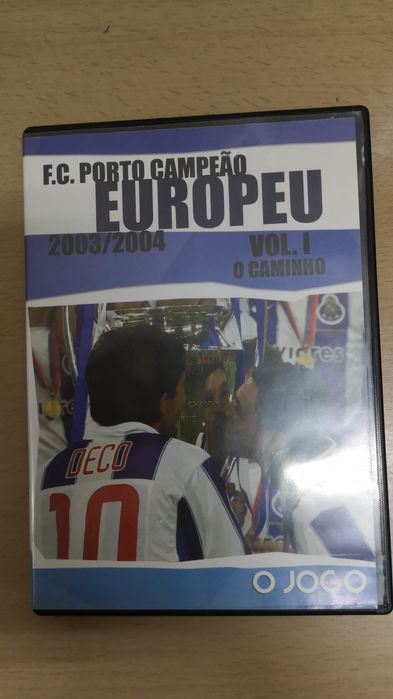 F.C. PORTO CAMPEÃO
EUROPEU
2003/2004
VOL. I
O CAMINHO
DECO
10
O JOGO